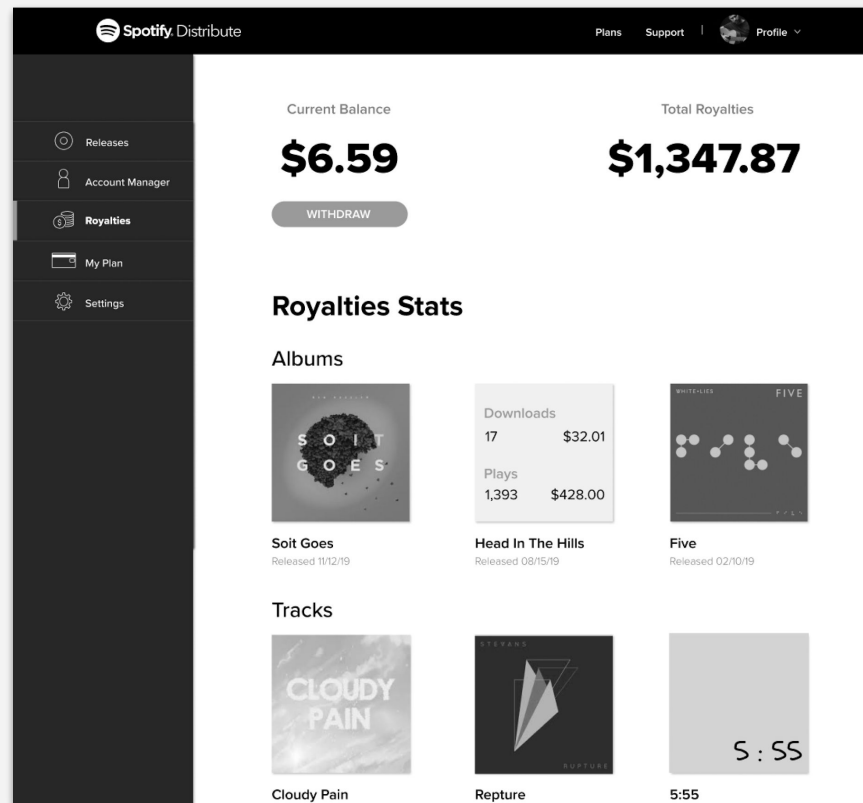 Spotify Distribute
Plans Support | Profile
Releases
Account Manager
Royalties
My Plan
Settings
Current Balance
$6.59
WITHDRAW
Total Royalties
$1,347.87
Royalties Stats
Albums
SOIT
GOES
Soit Goes
Released 11/12/19
Downloads
17 $32.01
Plays
1,393 $428.00
Head In The Hills
Released 08/15/19
WHITE•LIES FIVE
Five
Released 02/10/19
Tracks
CLOUDY
PAIN
Cloudy Pain
STERANS
RUPTURE
Repture
5:55
5:55